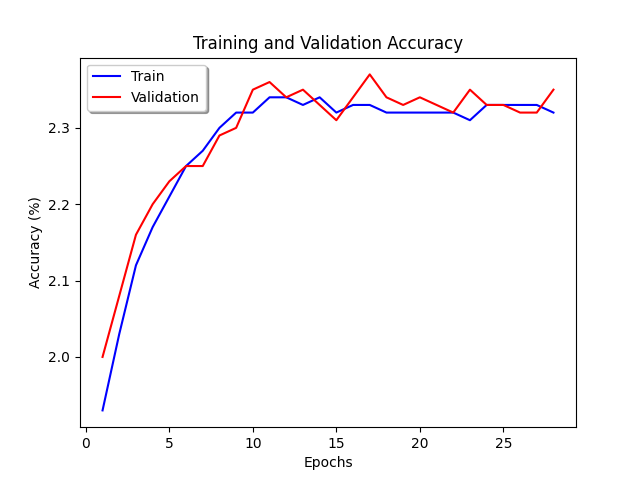 Training and Validation Accuracy
Train
Validation
Accuracy (%)
2.3
2.2
2.1
2.0
0 5 10 15 20 25
Epochs